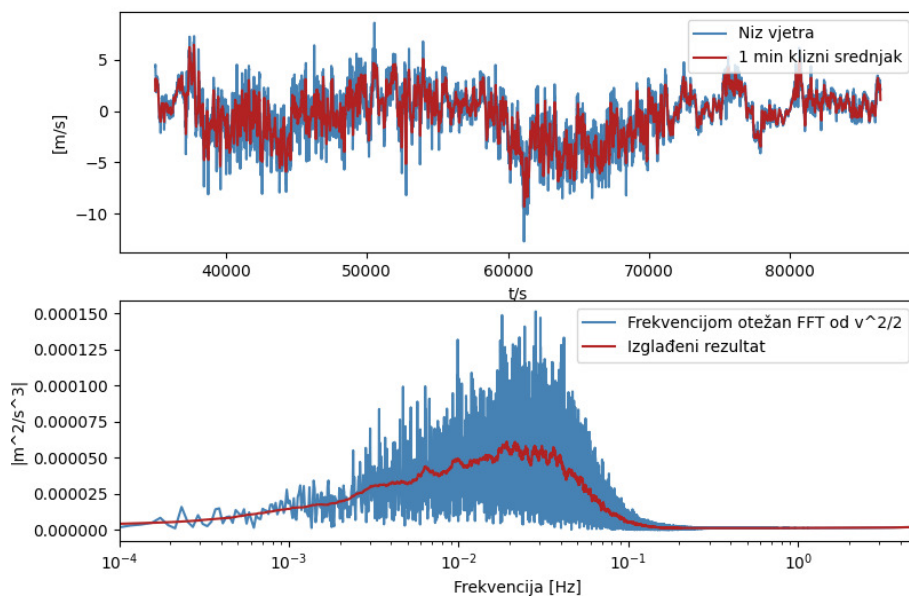 Niz vjetra
1 min klizni srednjak
5
0
−5
−10
[m/s]
40000 50000 60000 70000 80000
t/s
Frekvencijom otežan FFT od v^2/2
Izglađeni rezultat
0.000150
0.000125
0.000100
0.000075
0.000050
0.000025
0.000000
|m^2/s^3|
10^-4 10^-3 10^-2 10^-1 10^0
Frekvencija [Hz]